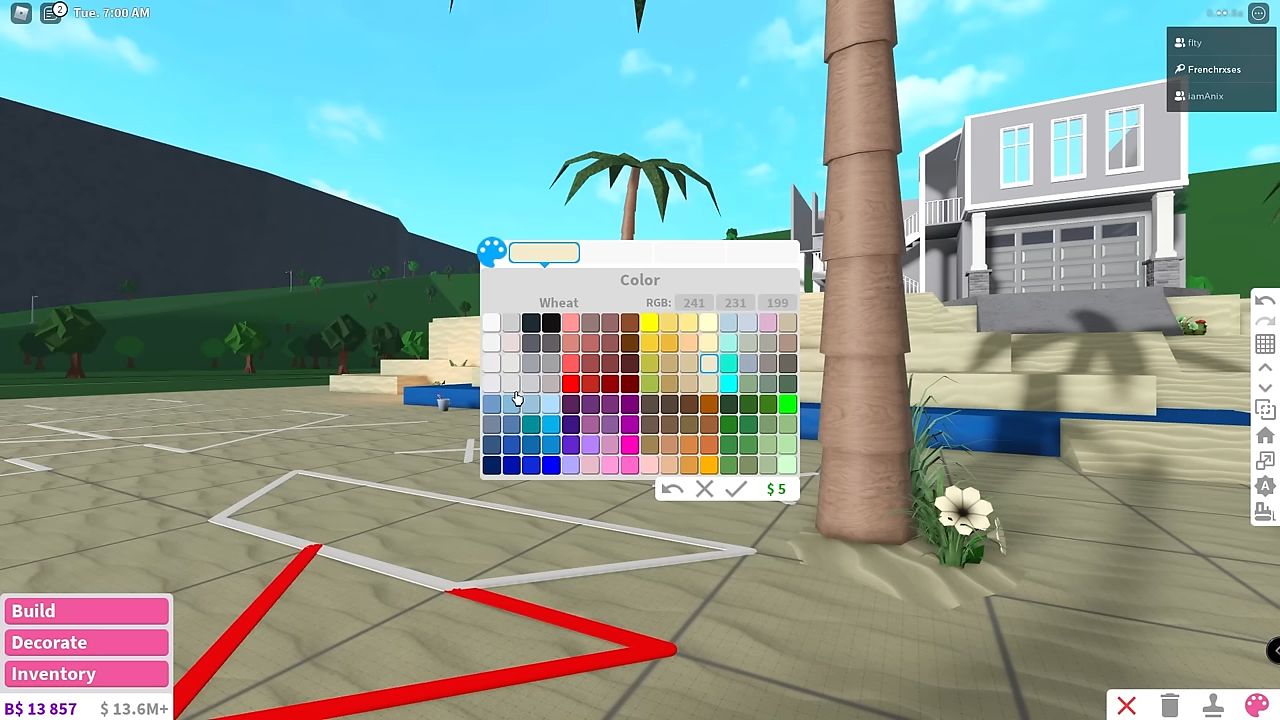 2
Tue. 7:00 AM
flty
Frenchrxses
iamAnix
Color
Wheat
RGB: 241 231 199
$ 5
A
Build
Decorate
Inventory
B$ 13 857 $ 13.6M+